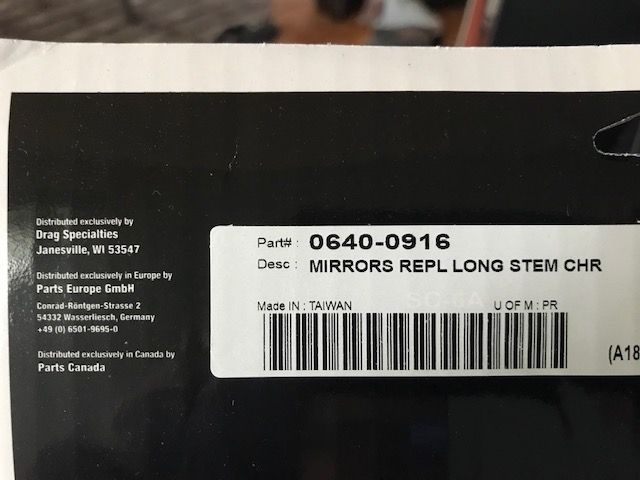 Distributed exclusively by
Drag Specialties
Janesville, WI 53547
Distributed exclusively in Europe by
Parts Europe GmbH
Conrad-Röntgen-Strasse 2
54332 Wasserliesch, Germany
+49 (0) 6501-9695-0
Distributed exclusively in Canada by
Parts Canada
Part# : 0640-0916
Desc : MIRRORS REPL LONG STEM CHR
Made IN : TAIWAN U OF M : PR
(A18